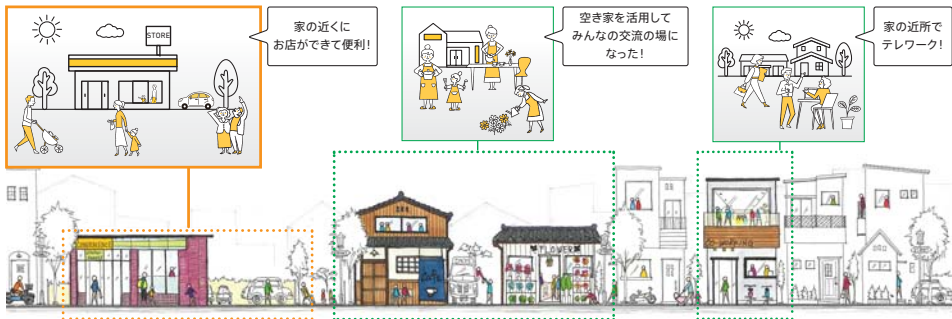 家の近くに
お店ができて便利！
STORE
空き家を活用して
みんなの交流の場に
なった！
家の近所で
テレワーク！
FLOWER
CO-WORKING